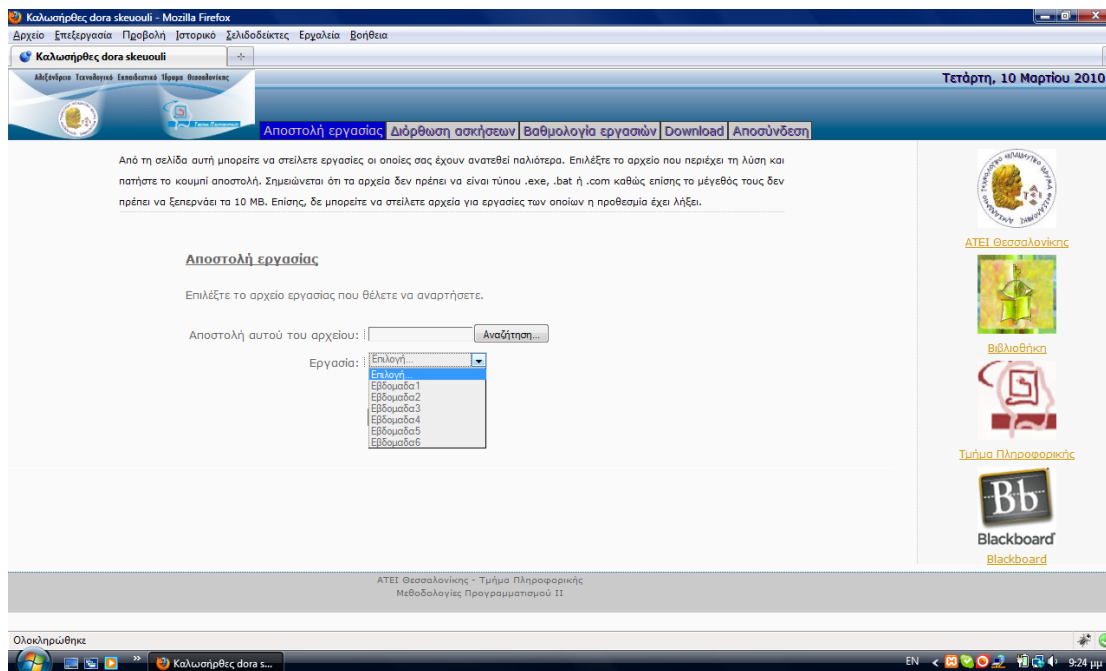 Καλωσήρθες dora skeuouli - Mozilla Firefox
Αρχείο Επεξεργασία Προβολή Ιστορικό Σελιδοδείκτες Εργαλεία Βοήθεια
Καλωσήρθες dora skeuouli
Αλεξάνδρειο Τεχνολογικό Εκπαιδευτικό Ίδρυμα Θεσσαλονίκης
Τετάρτη, 10 Μαρτίου 2010
Αποστολή εργασίας Διόρθωση ασκήσεων Βαθμολογία εργασιών Download Αποσύνδεση
Από τη σελίδα αυτή μπορείτε να στείλετε εργασίες οι οποίες σας έχουν ανατεθεί παλιότερα. Επιλέξτε το αρχείο που περιέχει τη λύση και
πατήστε το κουμπί αποστολή. Σημειώνεται ότι τα αρχεία δεν πρέπει να είναι τύπου .exe, .bat ή .com καθώς επίσης το μέγεθός τους δεν
πρέπει να ξεπερνάει τα 10 MB. Επίσης, δε μπορείτε να στείλετε αρχεία για εργασίες των οποίων η προθεσμία έχει λήξει.
Αποστολή εργασίας
Επιλέξτε το αρχείο εργασίας που θέλετε να αναρτήσετε.
Αποστολή αυτού του αρχείου: Αναζήτηση...
Εργασία: Επιλογή...
Επιλογή...
Εβδομαδα1
Εβδομαδα2
Εβδομαδα3
Εβδομαδα4
Εβδομαδα5
Εβδομαδα6
ΑΤΕΙ Θεσσαλονίκης
Βιβλιοθήκη
Τμήμα Πληροφορικής
Bb
Blackboard
Blackboard
ΑΤΕΙ Θεσσαλονίκης - Τμήμα Πληροφορικής
Μεθοδολογίες Προγραμματισμού ΙΙ
Ολοκληρώθηκε
Καλωσήρθες dora s...
EN
9:24 μμ